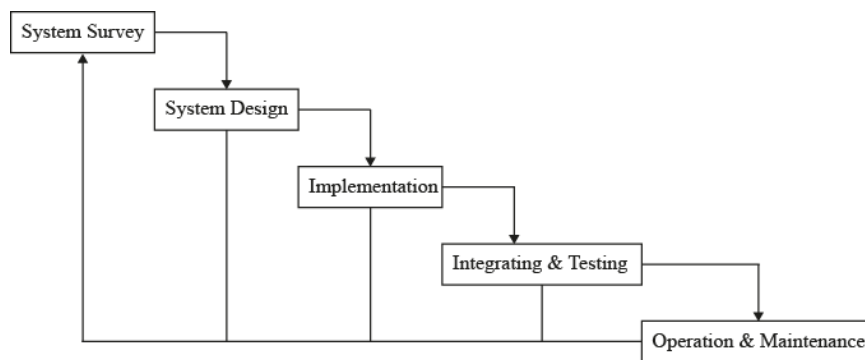 System Survey
System Design
Implementation
Integrating & Testing
Operation & Maintenance